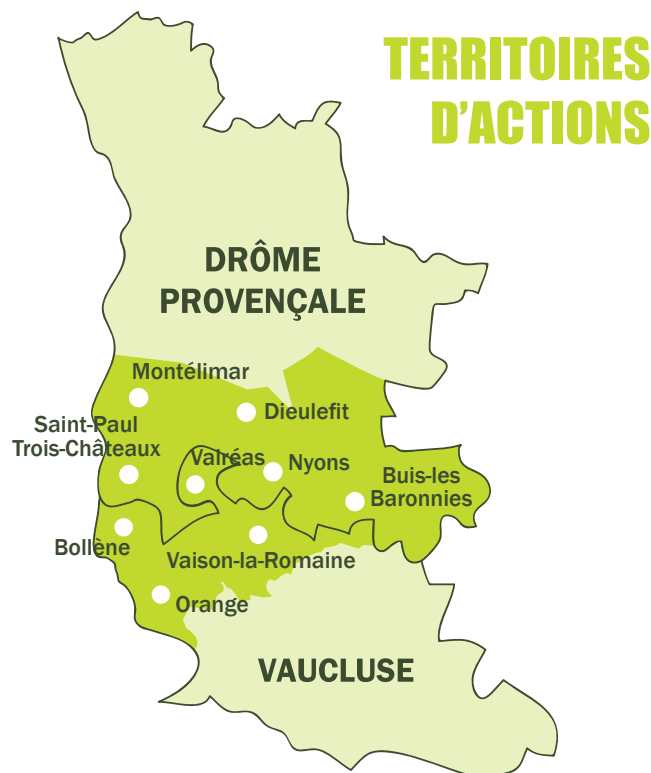 TERRITOIRES
D'ACTIONS
DRÔME
PROVENÇALE
Montélimar
Dieulefit
Saint-Paul
Trois-Châteaux
Valréas
Nyons
Buis-les
Baronnies
Bollène
Vaison-la-Romaine
Orange
VAUCLUSE